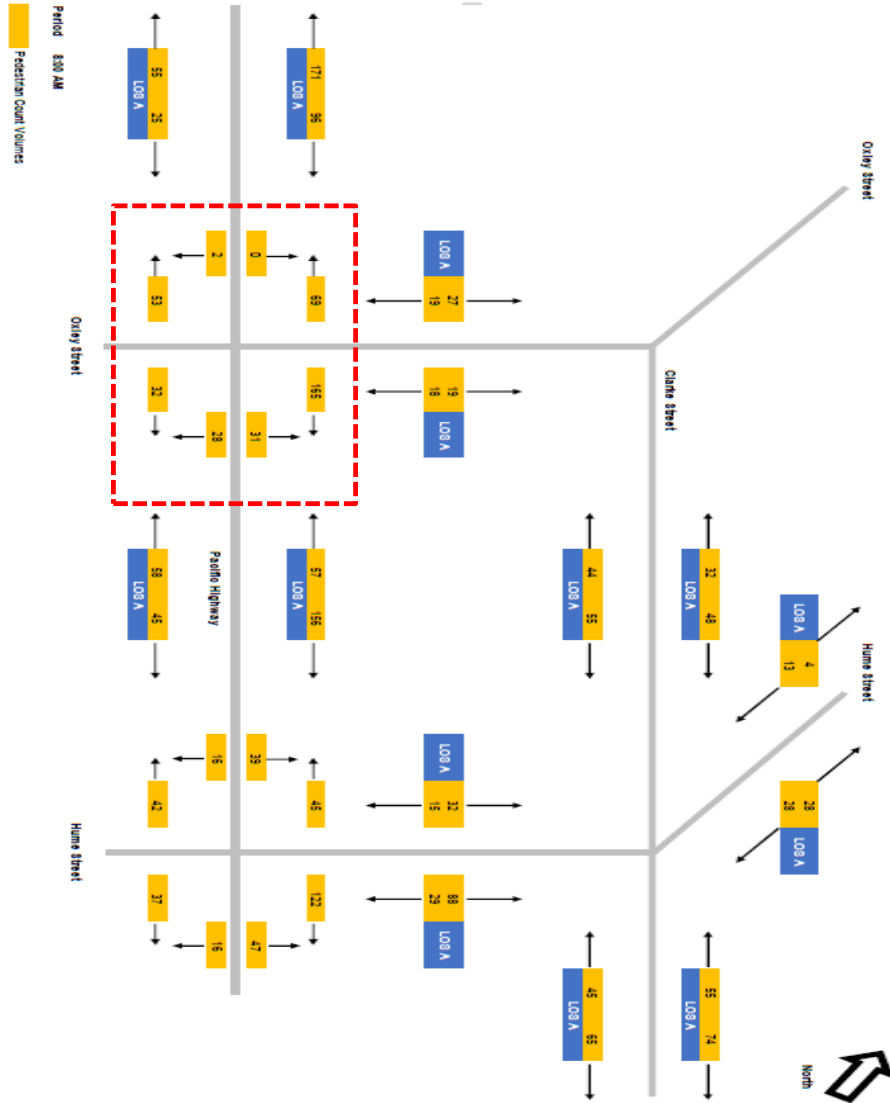 Oxley Street
Hume Street
LOS A
4
13
28
28
LOS A
North
32 48
LOS A
55 74
LOS A
Clarke Street
44 55
LOS A
45 65
LOS A
LOS A
27
19
19
18
LOS A
LOS A
32
15
88
29
LOS A
171 96
LOS A
69
165
57 156
LOS A
45
122
0
31
39
47
Pacific Highway
2
28
16
16
55 25
LOS A
53
32
58 45
LOS A
42
37
Oxley Street
Hume Street
Period 8:00 AM
Pedestrian Count Volumes